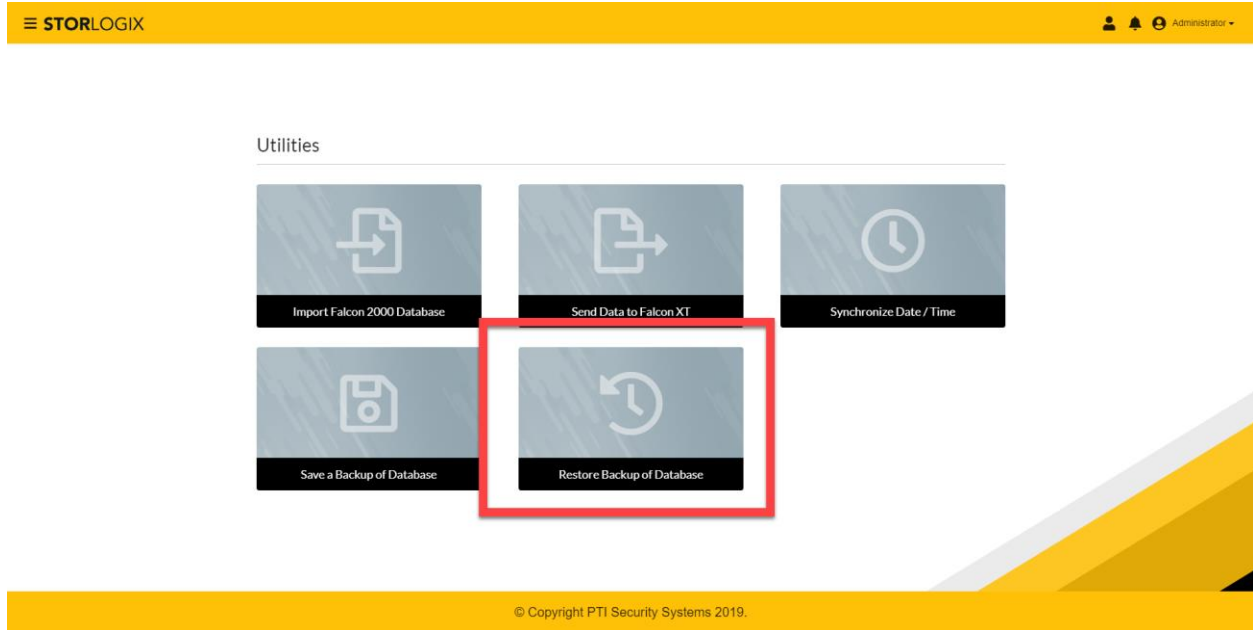 STORLOGIX
Administrator
Utilities
Import Falcon 2000 Database
Send Data to Falcon XT
Synchronize Date / Time
Save a Backup of Database
Restore Backup of Database
© Copyright PTI Security Systems 2019.